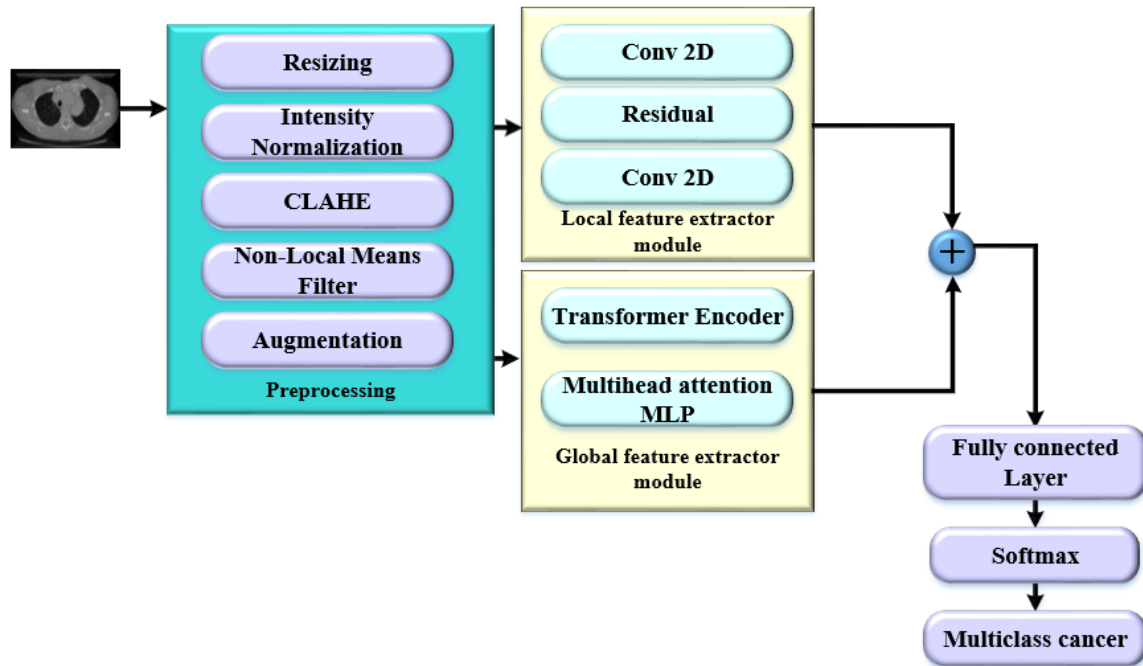 Resizing
Intensity
Normalization
CLAHE
Non-Local Means
Filter
Augmentation
Preprocessing
Conv 2D
Residual
Conv 2D
Local feature extractor
module
Transformer Encoder
Multihead attention
MLP
Global feature extractor
module
+
Fully connected
Layer
Softmax
Multiclass cancer